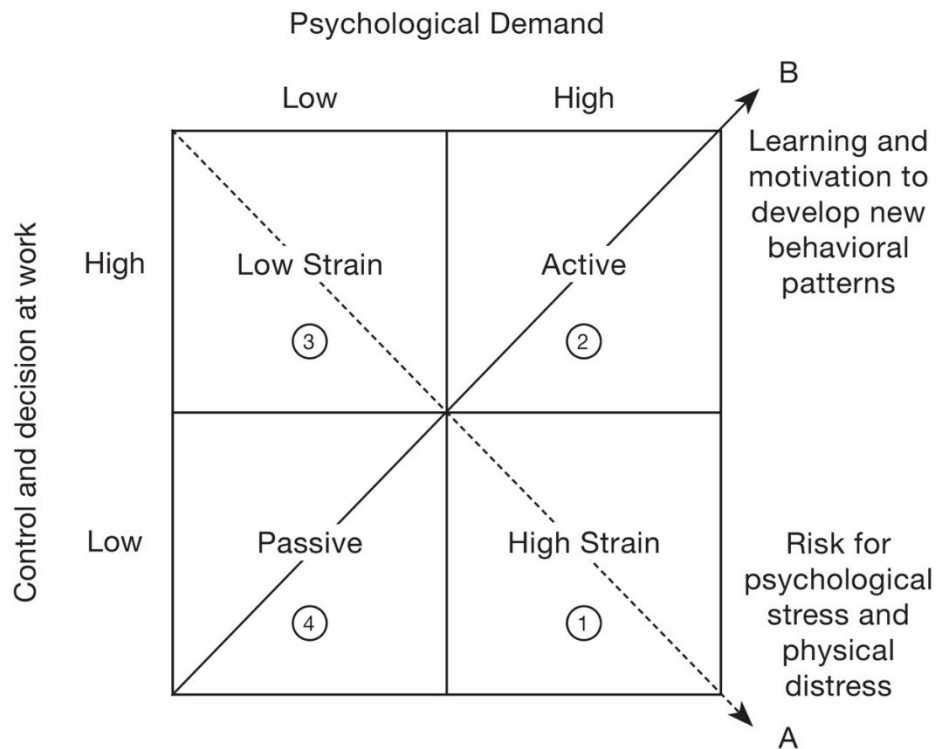 Psychological Demand
Low
High
B
Learning and
motivation to
develop new
behavioral
patterns
Control and decision at work
High
Low Strain
Active
3
2
Low
Passive
High Strain
4
1
Risk for
psychological
stress and
physical
distress
A